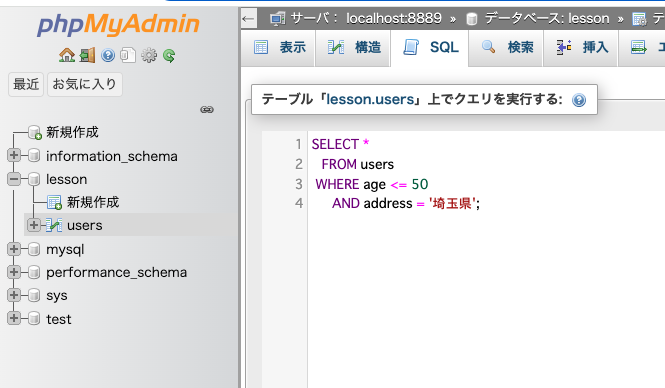 phpMyAdmin
最近 お気に入り
新規作成
information_schema
lesson
新規作成
users
mysql
performance_schema
sys
test
← サーバ： localhost:8889 » データベース: lesson » テ
表示 構造 SQL 検索 挿入 エ
テーブル「lesson.users」上でクエリを実行する:
1 SELECT *
2 FROM users
3 WHERE age <= 50
4 AND address = '埼玉県';